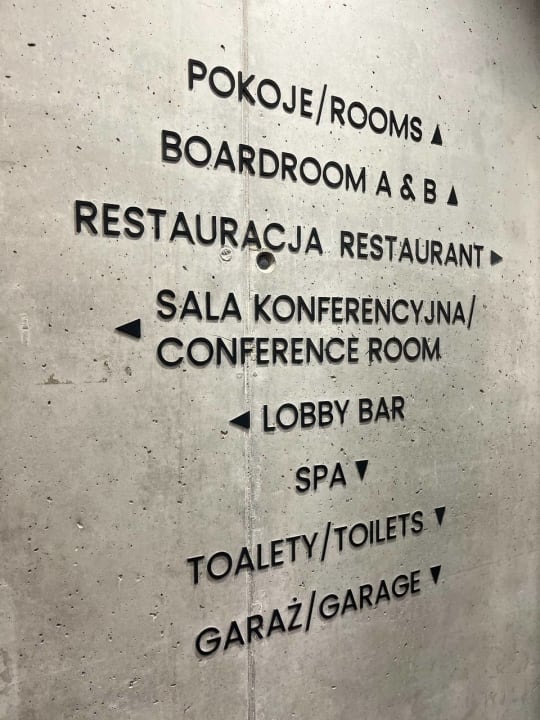 POKOJE/ROOMS ▲
BOARDROOM A & B ▲
RESTAURACJA RESTAURANT ►
◄ SALA KONFERENCYJNA/
CONFERENCE ROOM
◄ LOBBY BAR
SPA ▼
TOALETY/TOILETS ▼
GARAŻ/GARAGE ▼